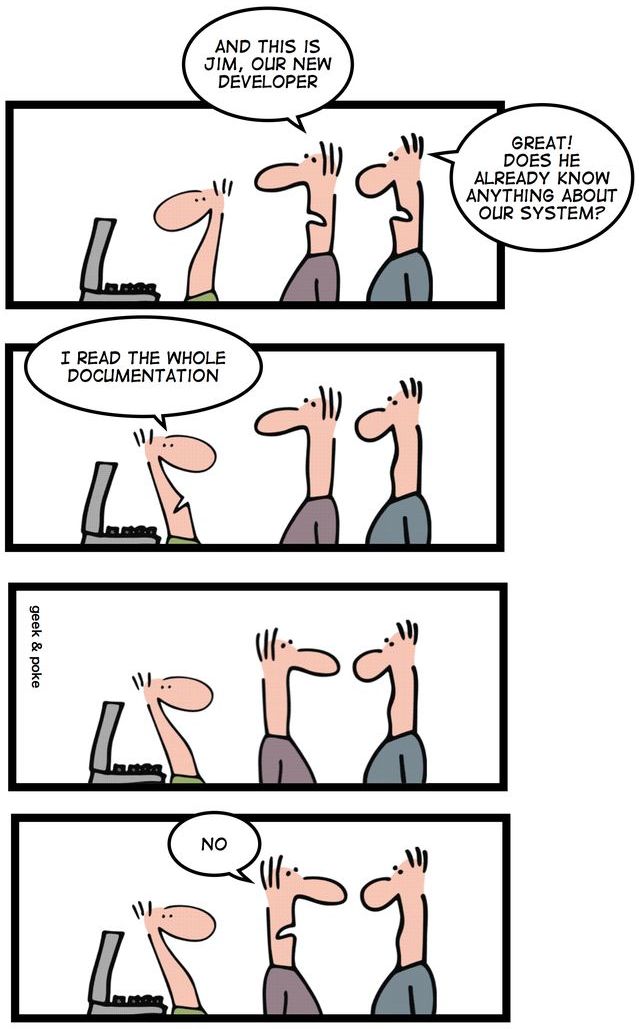 AND THIS IS
JIM, OUR NEW
DEVELOPER
GREAT!
DOES HE
ALREADY KNOW
ANYTHING ABOUT
OUR SYSTEM?
I READ THE WHOLE
DOCUMENTATION
geek & poke
NO